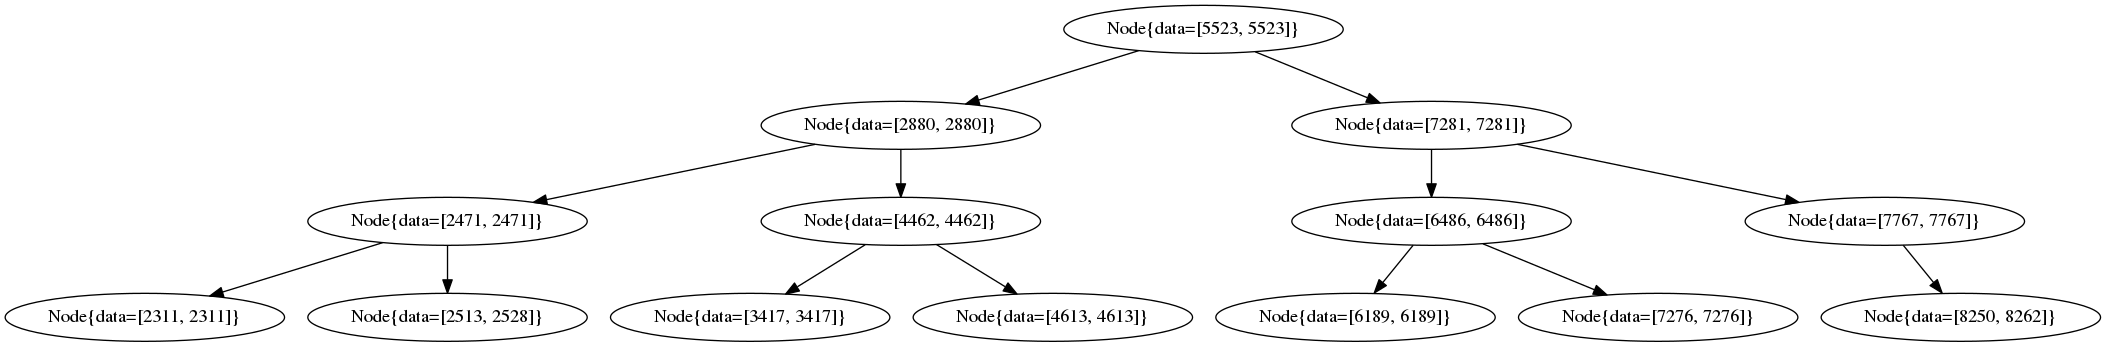 Node{data=[5523, 5523]}
Node{data=[2880, 2880]}
Node{data=[7281, 7281]}
Node{data=[2471, 2471]}
Node{data=[4462, 4462]}
Node{data=[6486, 6486]}
Node{data=[7767, 7767]}
Node{data=[2311, 2311]}
Node{data=[2513, 2528]}
Node{data=[3417, 3417]}
Node{data=[4613, 4613]}
Node{data=[6189, 6189]}
Node{data=[7276, 7276]}
Node{data=[8250, 8262]}